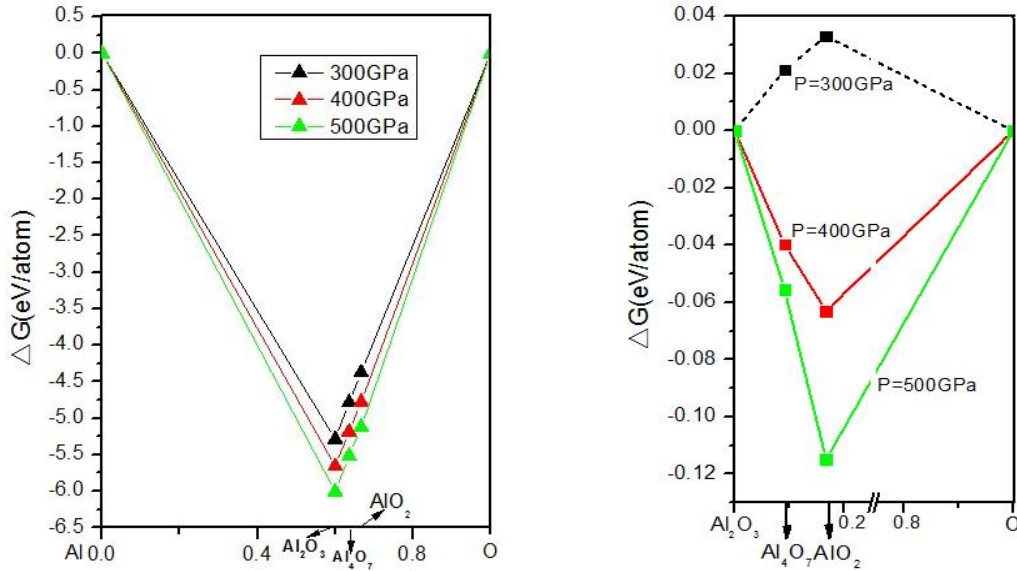 0.5
0.0
-0.5
-1.0
-1.5
-2.0
-2.5
-3.0
-3.5
-4.0
-4.5
-5.0
-5.5
-6.0
-6.5
△G(eV/atom)
300GPa
400GPa
500GPa
Al 0.0 0.4 0.8 O
Al₂O₃
Al₄O₇
AlO₂
0.04
0.02
0.00
-0.02
-0.04
-0.06
-0.08
-0.10
-0.12
△G(eV/atom)
P=300GPa
P=400GPa
P=500GPa
Al₂O₃ 0.2 0.8 O
Al₄O₇ AlO₂